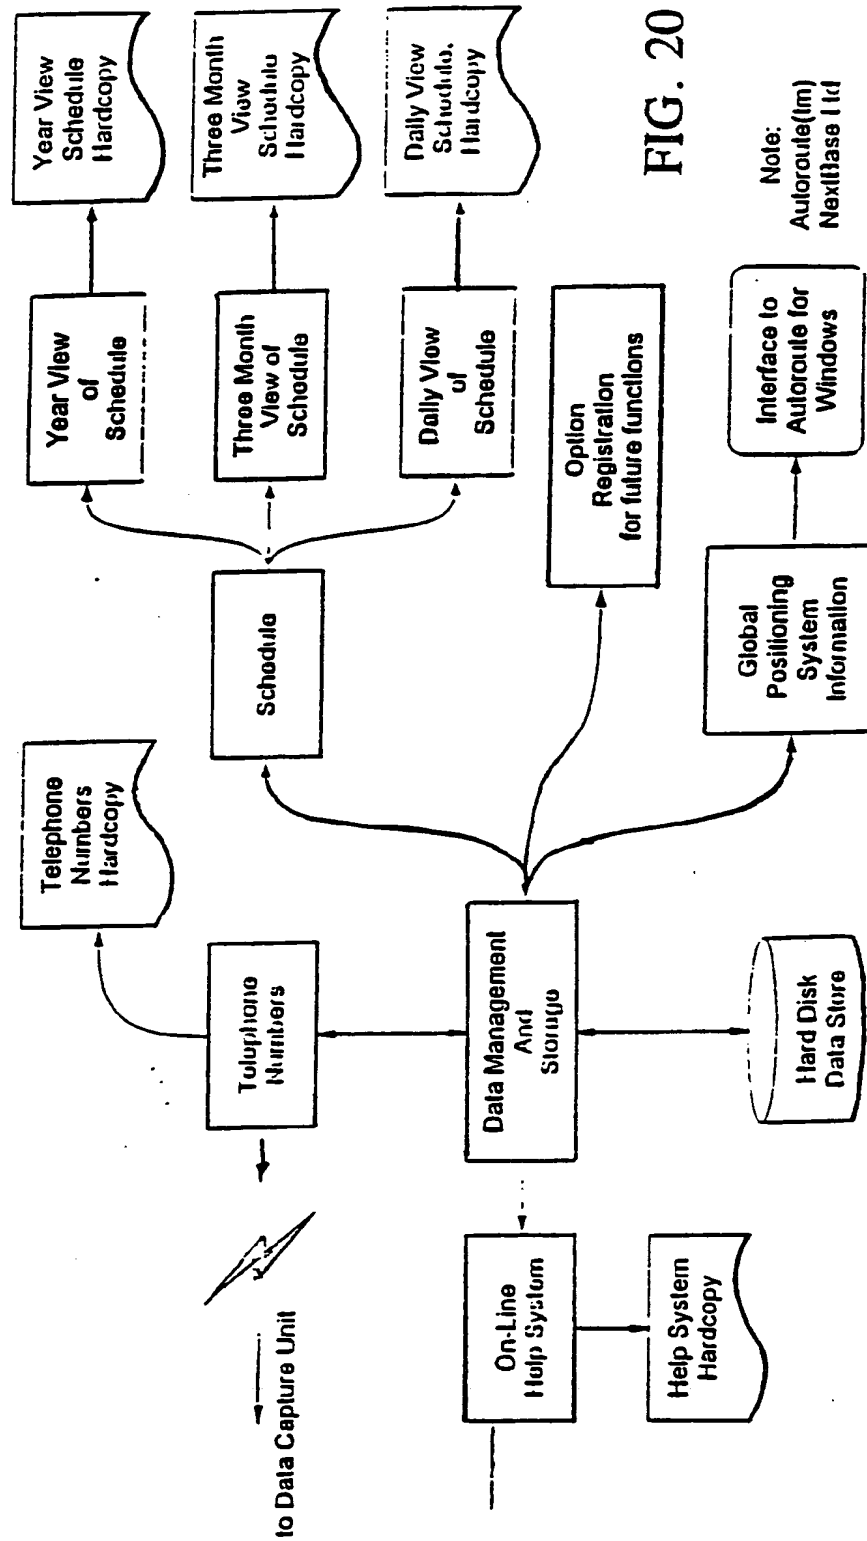 Year View
Schedule
Hardcopy
Three Month
View
Schedule
Hardcopy
Daily View
Schedule.
Hardcopy
Year View
of
Schedule
Three Month
View of
Schedule
Daily View
of
Schedule
Schedule
Option
Registration
for future functions
Interface to
Autoroute for
Windows
Note:
Autoroute(tm)
NextBase Ltd
Global
Positioning
System
Information
Telephone
Numbers
Hardcopy
Telephone
Numbers
Data Management
And
Storage
Hard Disk
Data Store
On-Line
Help System
Help System
Hardcopy
to Data Capture Unit
FIG. 20